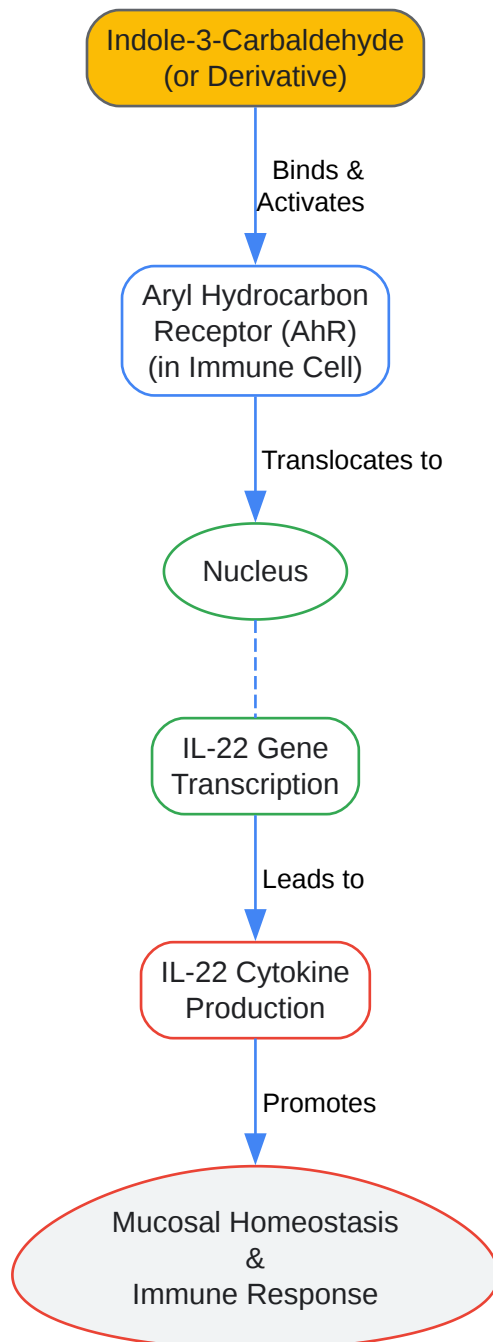 Indole-3-Carbaldehyde
(or Derivative)
Binds &
Activates
Aryl Hydrocarbon
Receptor (AhR)
(in Immune Cell)
Translocates to
Nucleus
IL-22 Gene
Transcription
Leads to
IL-22 Cytokine
Production
Promotes
Mucosal Homeostasis
&
Immune Response